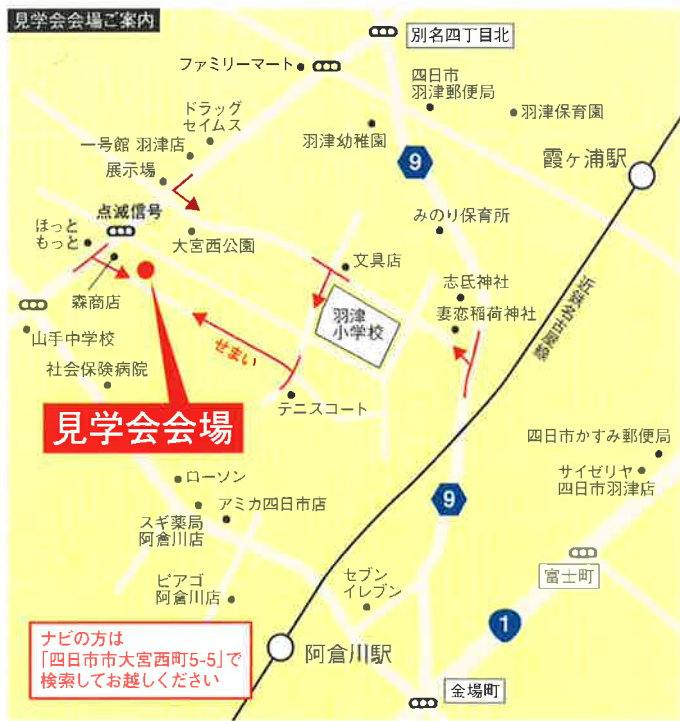 見学会会場ご案内
別名四丁目北
ファミリーマート
四日市
羽津郵便局
羽津保育園
ドラッグ
セイムス
一号館 羽津店
展示場
羽津幼稚園
9
霞ヶ浦駅
点滅信号
ほっと
もっと
大宮西公園
みのり保育所
森商店
文具店
志氐神社
妻恋稲荷神社
羽津
小学校
近鉄名古屋線
山手中学校
せまい
社会保険病院
テニスコート
見学会会場
四日市かすみ郵便局
サイゼリヤ
四日市羽津店
ローソン
アミカ四日市店
スギ薬局
阿倉川店
9
富士町
ピアゴ
阿倉川店
セブン
イレブン
1
ナビの方は
「四日市市大宮西町5-5」で
検索してお越しください
阿倉川駅
金場町